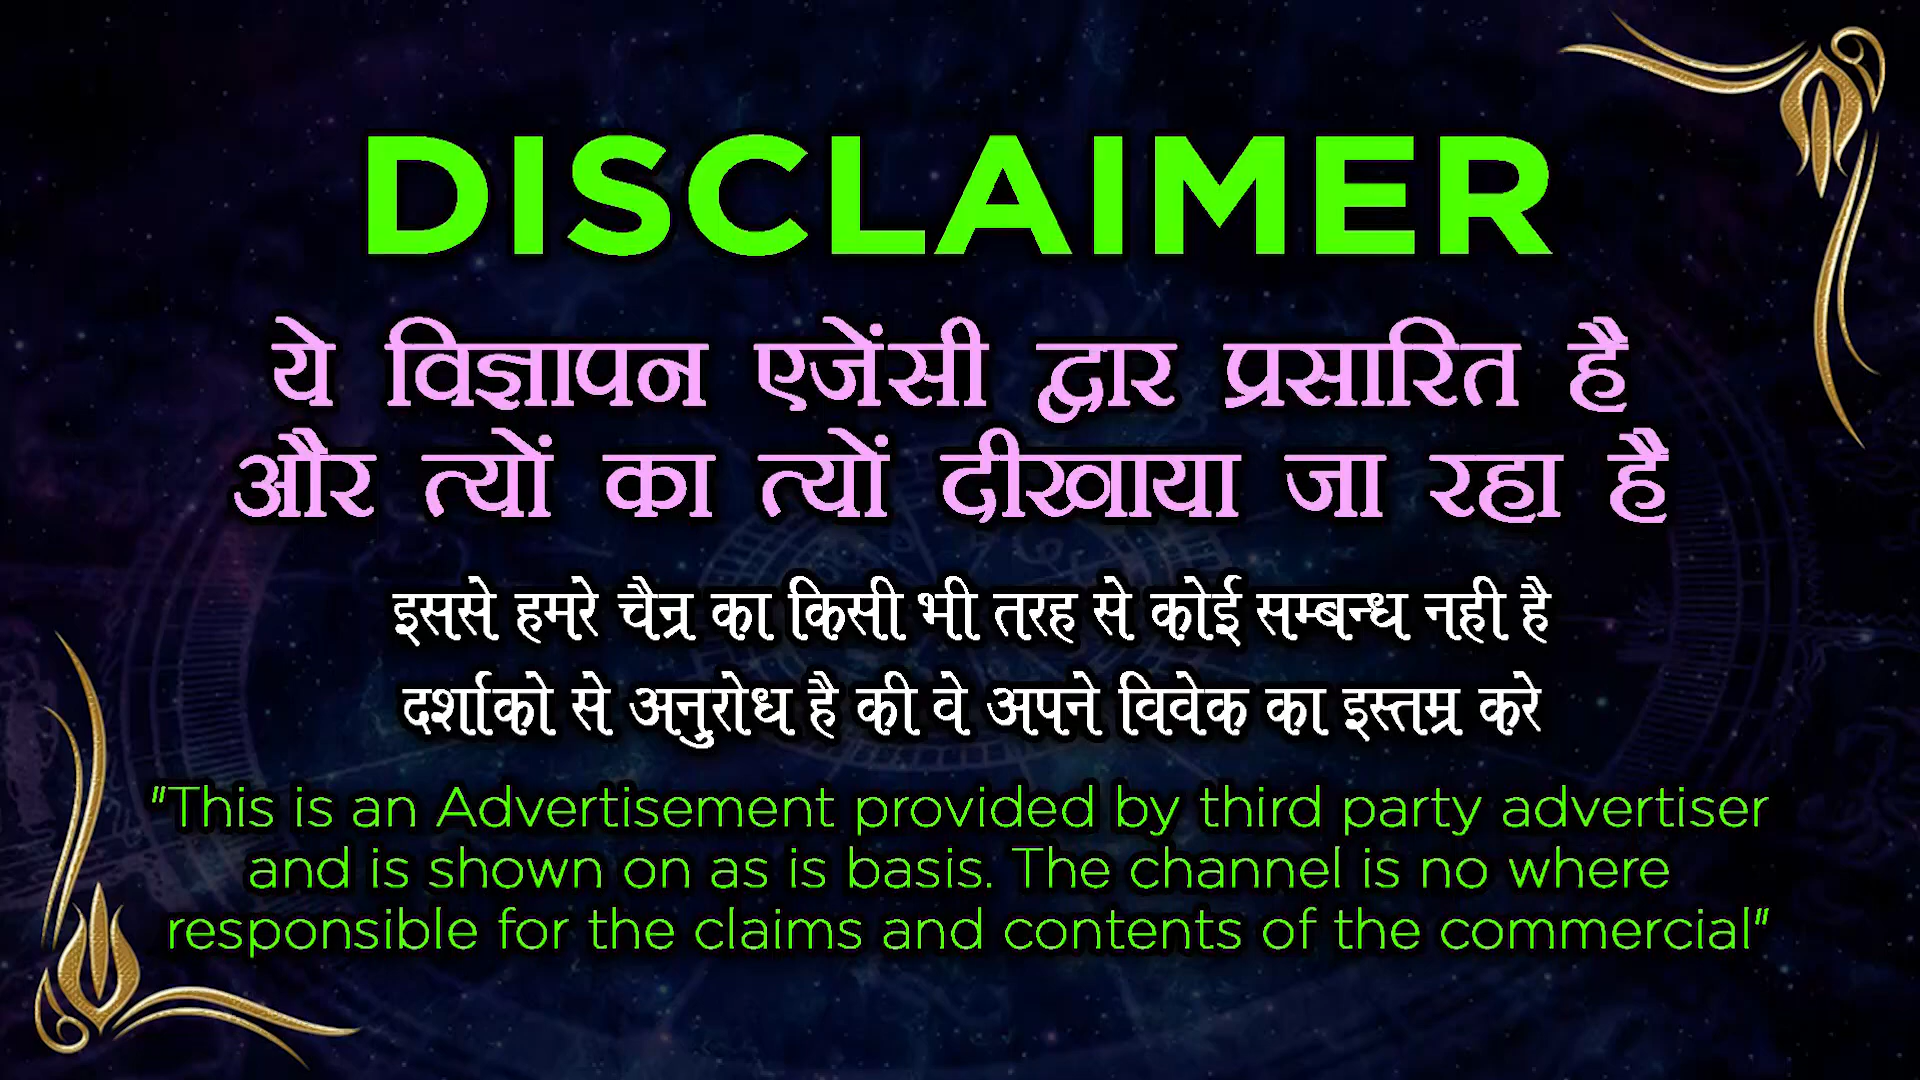 DISCLAIMER
ये विज्ञापन एजेंसी द्वार प्रसारित है
और त्यों का त्यों दीखाया जा रहा है
इससे हमरे चैन्र का किसी भी तरह से कोई सम्बन्ध नही है
दर्शाको से अनुरोध है की वे अपने विवेक का इस्तम्र करे
"This is an Advertisement provided by third party advertiser
and is shown on as is basis. The channel is no where
responsible for the claims and contents of the commercial"